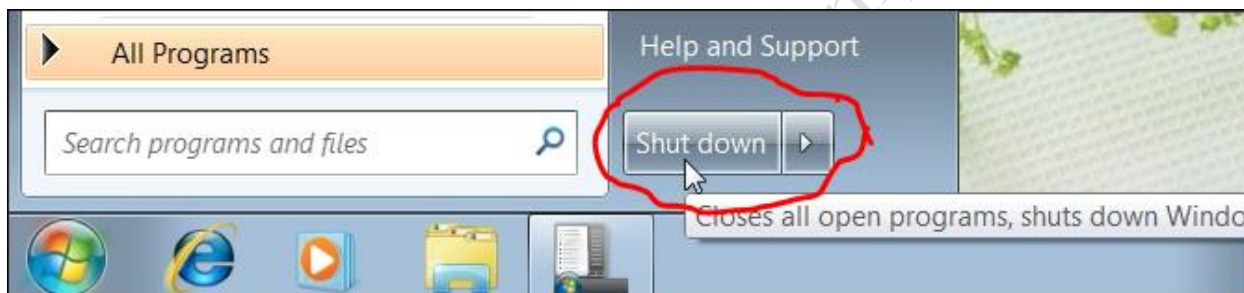 All Programs
Help and Support
Search programs and files
Shut down
Closes all open programs, shuts down Windo